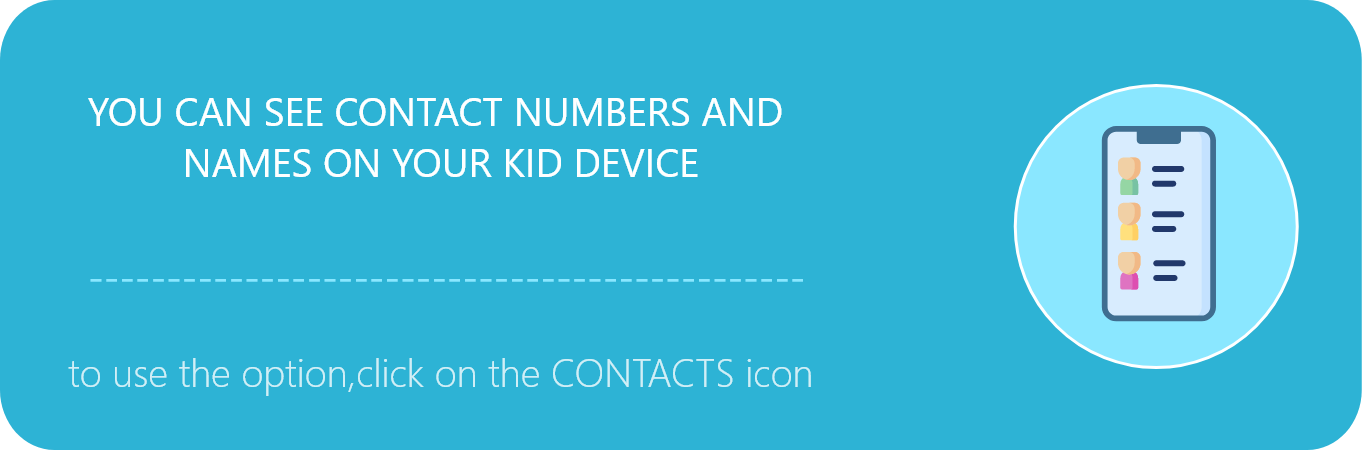 YOU CAN SEE CONTACT NUMBERS AND
NAMES ON YOUR KID DEVICE
to use the option,click on the CONTACTS icon